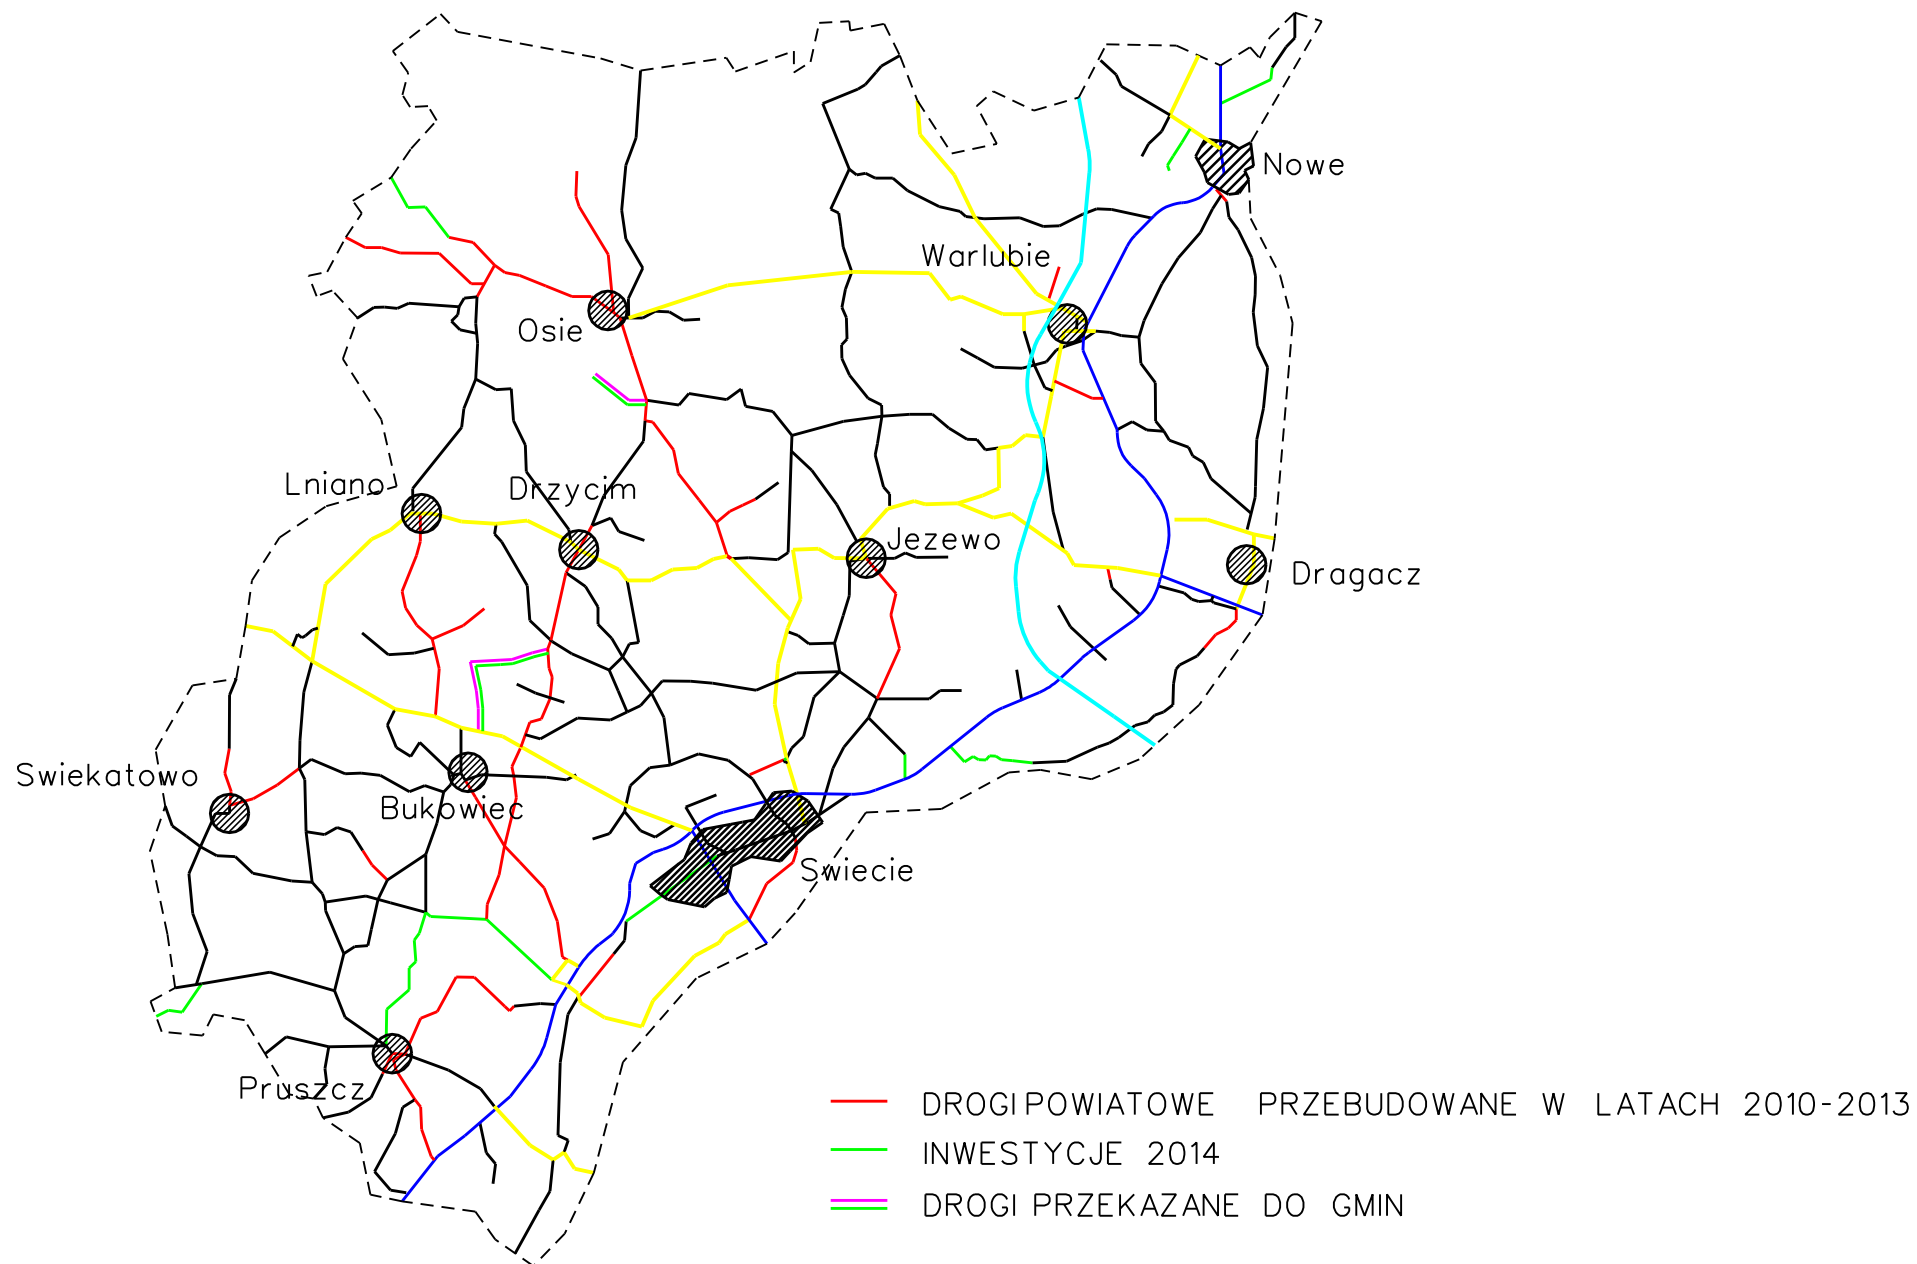 Nowe
Warlubie
Osie
Lniano
Drzycim
Jezewo
Dragacz
Swiekatowo
Bukowiec
Swiecie
Pruszcz
DROGI POWIATOWE PRZEBUDOWANE W LATACH 2010-2013
INWESTYCJE 2014
DROGI PRZEKAZANE DO GMIN